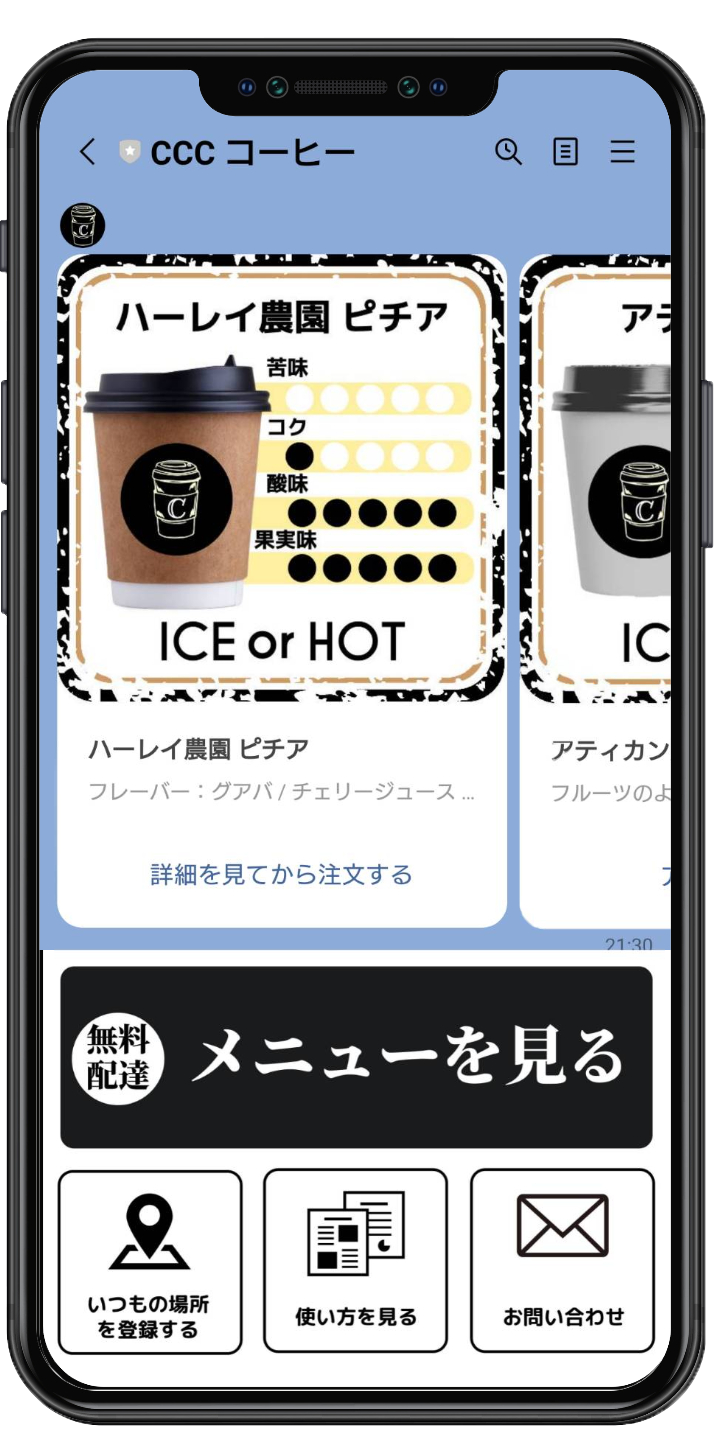 CCC コーヒー
ハーレイ農園 ピチア
苦味
コク
酸味
果実味
C
ICE or HOT
ハーレイ農園 ピチア
フレーバー：グアバ / チェリージュース ...
詳細を見てから注文する
アテ
C
IC
アティカン
フルーツのよ
21:30
無料
配達
メニューを見る
いつもの場所
を登録する
使い方を見る
お問い合わせ